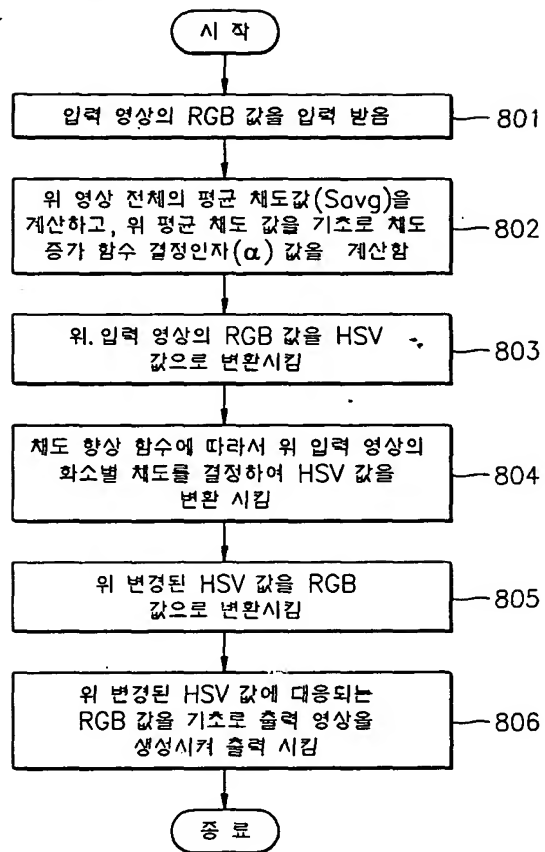 시 작
입력 영상의 RGB 값을 입력 받음
801
위 영상 전체의 평균 채도값(Savg)을
계산하고, 위 평균 채도 값을 기초로 채도
증가 함수 결정인자(α) 값을 계산함
802
위. 입력 영상의 RGB 값을 HSV
값으로 변환시킴
803
채도 향상 함수에 따라서 위 입력 영상의
화소별 채도를 결정하여 HSV 값을
변환 시킴
804
위 변경된 HSV 값을 RGB
값으로 변환시킴
805
위 변경된 HSV 값에 대응되는
RGB 값을 기초로 출력 영상을
생성시켜 출력 시킴
806
종 료